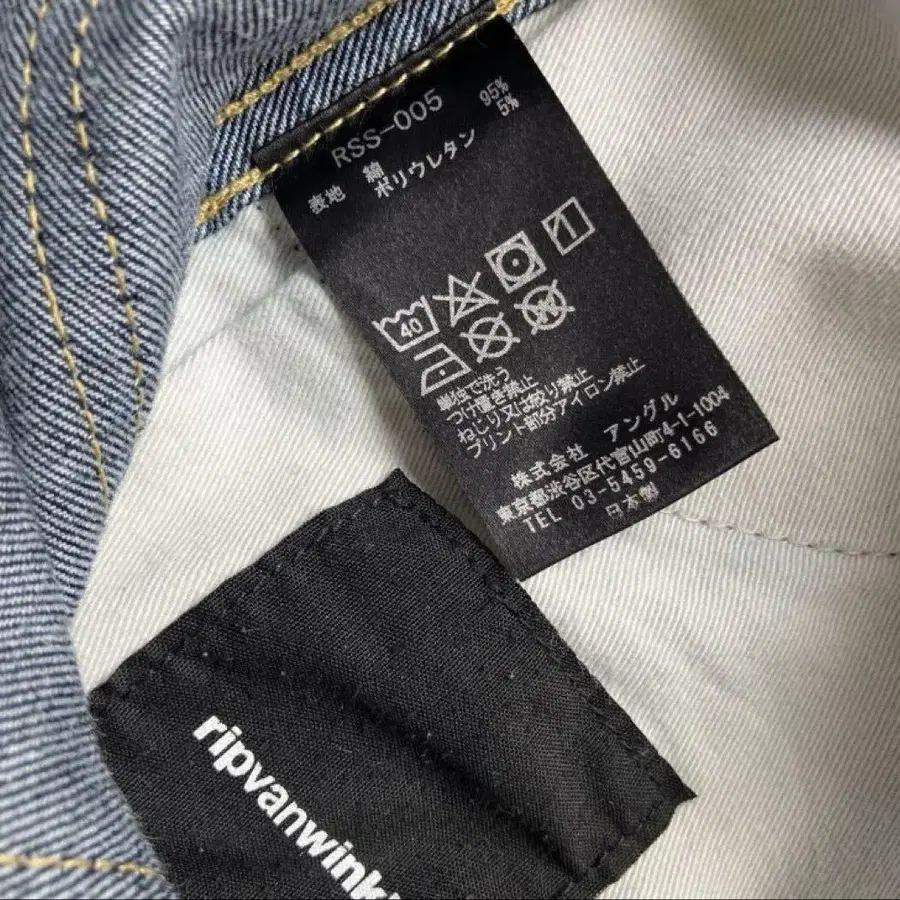 RSS-005
表地 綿 95%
ポリウレタン 5%
40
単独で洗う
つけ置き禁止
ねじり又は絞り禁止
プリント部分アイロン禁止
株式会社 アングル
東京都渋谷区代官山町4-1-1004
TEL 03-5459-6166
日本製
ripvanwink